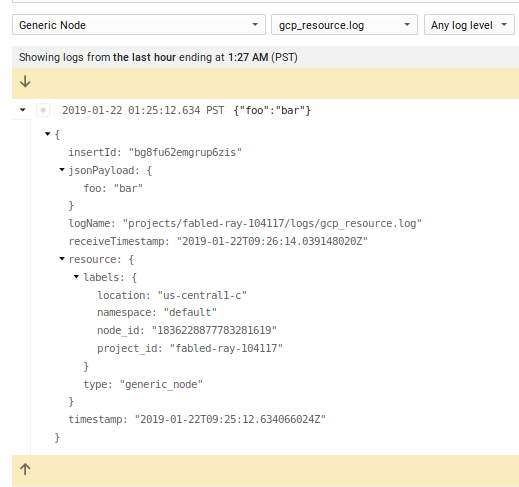 Generic Node gcp_resource.log Any log level
Showing logs from the last hour ending at 1:27 AM (PST)
2019-01-22 01:25:12.634 PST {"foo":"bar"}
{
insertId: "bg8fu62emgrup6zis"
jsonPayload: {
foo: "bar"
}
logName: "projects/fabled-ray-104117/logs/gcp_resource.log"
receiveTimestamp: "2019-01-22T09:26:14.039148020Z"
resource: {
labels: {
location: "us-central1-c"
namespace: "default"
node_id: "1836228877783281619"
project_id: "fabled-ray-104117"
}
type: "generic_node"
}
timestamp: "2019-01-22T09:25:12.634066024Z"
}